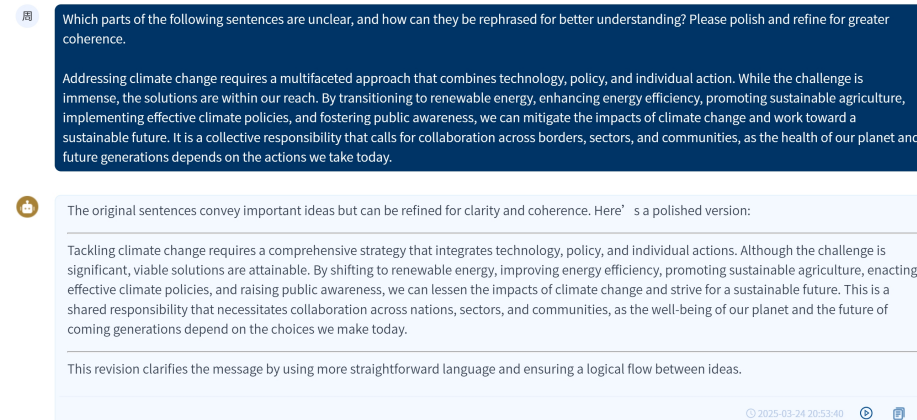 周
Which parts of the following sentences are unclear, and how can they be rephrased for better understanding? Please polish and refine for greater
coherence.
Addressing climate change requires a multifaceted approach that combines technology, policy, and individual action. While the challenge is
immense, the solutions are within our reach. By transitioning to renewable energy, enhancing energy efficiency, promoting sustainable agriculture,
implementing effective climate policies, and fostering public awareness, we can mitigate the impacts of climate change and work toward a
sustainable future. It is a collective responsibility that calls for collaboration across borders, sectors, and communities, as the health of our planet and
future generations depends on the actions we take today.
The original sentences convey important ideas but can be refined for clarity and coherence. Here’s a polished version:
Tackling climate change requires a comprehensive strategy that integrates technology, policy, and individual actions. Although the challenge is
significant, viable solutions are attainable. By shifting to renewable energy, improving energy efficiency, promoting sustainable agriculture, enacting
effective climate policies, and raising public awareness, we can lessen the impacts of climate change and strive for a sustainable future. This is a
shared responsibility that necessitates collaboration across nations, sectors, and communities, as the well-being of our planet and the future of
coming generations depend on the choices we make today.
This revision clarifies the message by using more straightforward language and ensuring a logical flow between ideas.
2025-03-24 20:53:40